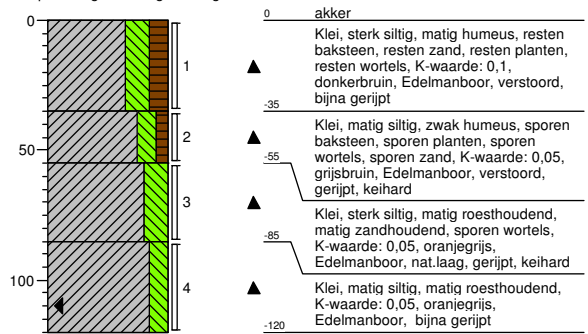 0 akker
0
Klei, sterk siltig, matig humeus, resten
baksteen, resten zand, resten planten,
resten wortels, K-waarde: 0,1,
donkerbruin, Edelmanboor, verstoord,
bijna gerijpt
1
-35
Klei, matig siltig, zwak humeus, sporen
baksteen, sporen planten, sporen
wortels, sporen zand, K-waarde: 0,05,
grijsbruin, Edelmanboor, verstoord,
gerijpt, keihard
2
50
-55
Klei, sterk siltig, matig roesthoudend,
matig zandhoudend, sporen wortels,
K-waarde: 0,05, oranjegrijs,
Edelmanboor, nat.laag, gerijpt, keihard
3
-85
Klei, matig siltig, matig roesthoudend,
K-waarde: 0,05, oranjegrijs,
Edelmanboor, bijna gerijpt
4
100
-120